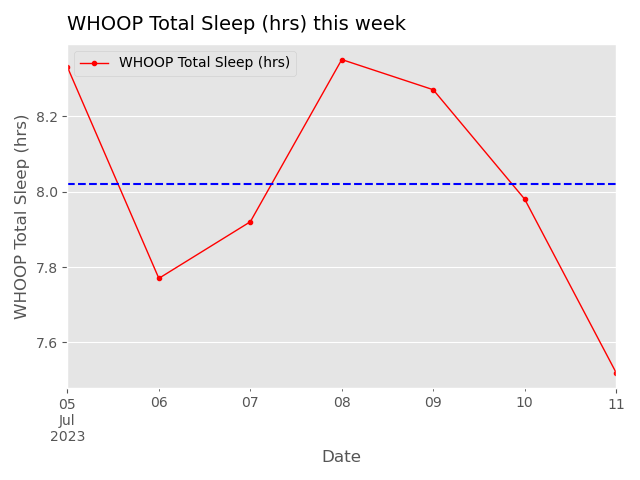 WHOOP Total Sleep (hrs) this week
WHOOP Total Sleep (hrs)
WHOOP Total Sleep (hrs)
8.2
8.0
7.8
7.6
05 06 07 08 09 10 11
Jul
2023
Date